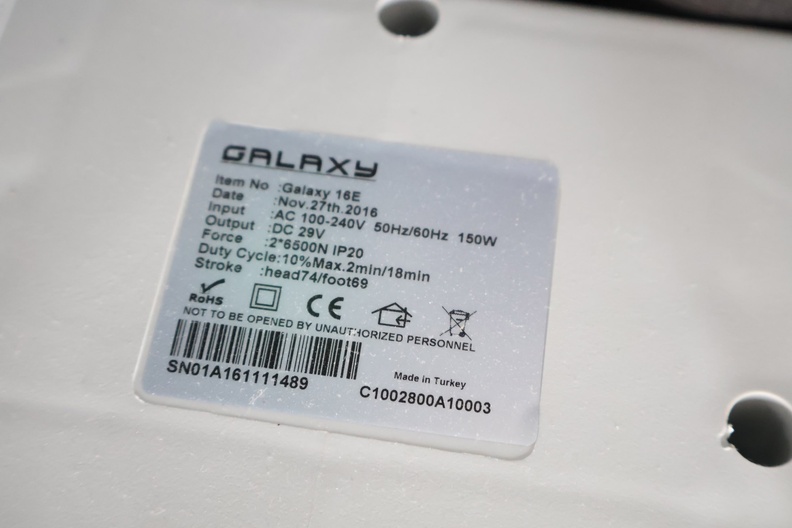 GALAXY
Item No :Galaxy 16E
Date :Nov.27th.2016
Input :AC 100-240V 50Hz/60Hz 150W
Output :DC 29V
Force :2*6500N IP20
Duty Cycle:10%Max.2min/18min
Stroke :head74/foot69
RoHS CE
NOT TO BE OPENED BY UNAUTHORIZED PERSONNEL
SN01A161111489
Made in Turkey
C1002800A10003